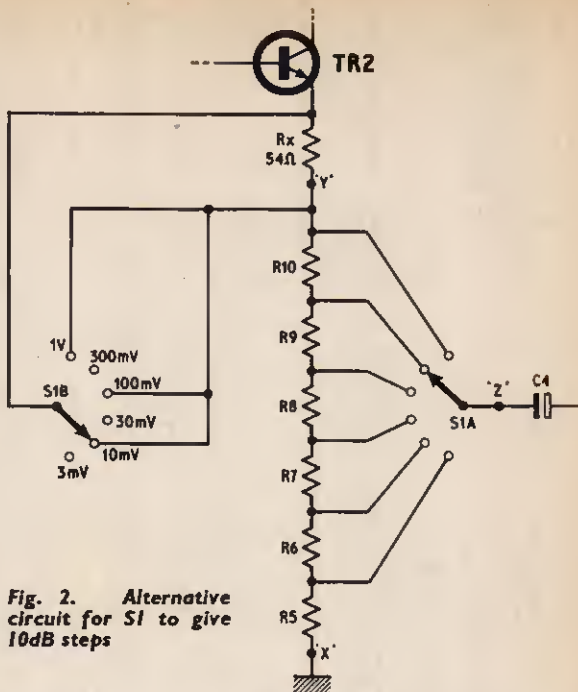 TR2
Rx
54Ω
'Y'
R10
1V
300mV
R9
100mV
'Z'
C4
S1B
R8
S1A
30mV
10mV
3mV
R7
R6
Fig. 2. Alternative
circuit for S1 to give
10dB steps
R5
'X'